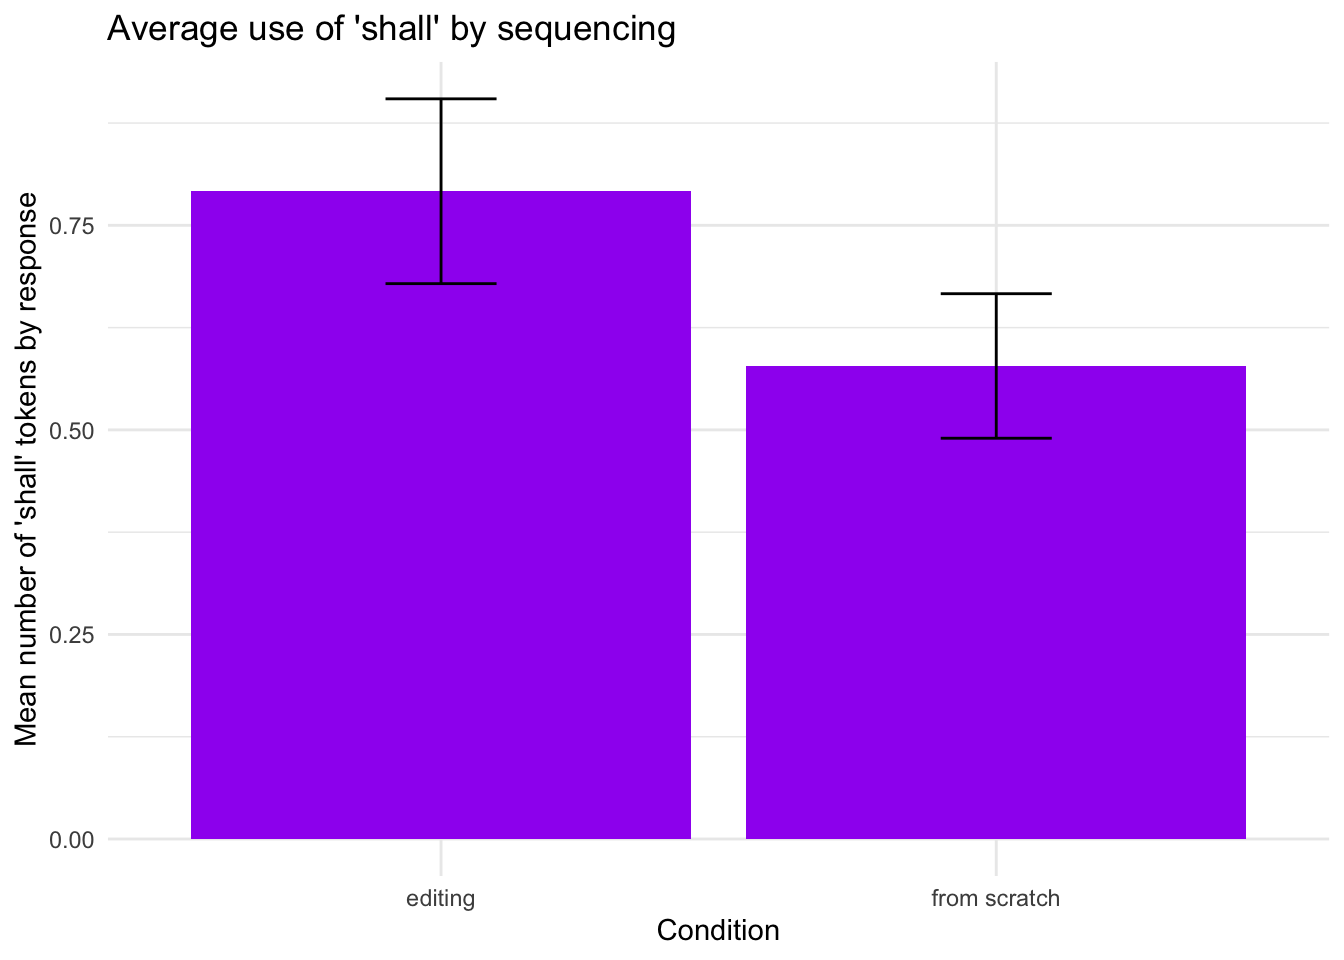 Average use of 'shall' by sequencing
Mean number of 'shall' tokens by response
0.75
0.50
0.25
0.00
editing
from scratch
Condition